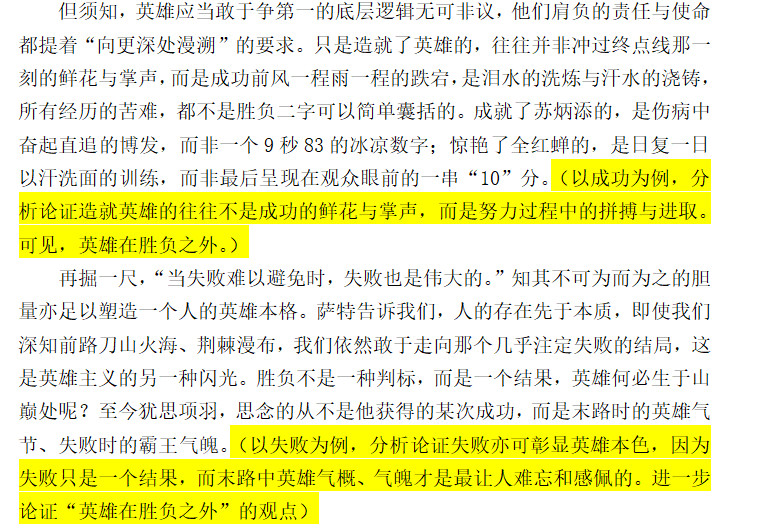 但须知，英雄应当敢于争第一的底层逻辑无可非议，他们肩负的责任与使命
都提着“向更深处漫溯”的要求。只是造就了英雄的，往往并非冲过终点线那一
刻的鲜花与掌声，而是成功前风一程雨一程的跌宕，是泪水的洗炼与汗水的浇铸，
所有经历的苦难，都不是胜负二字可以简单囊括的。成就了苏炳添的，是伤病中
奋起直追的博发，而非一个 9 秒 83 的冰凉数字；惊艳了全红蝉的，是日复一日
以汗洗面的训练，而非最后呈现在观众眼前的一串“10”分。（以成功为例，分
析论证造就英雄的往往不是成功的鲜花与掌声，而是努力过程中的拼搏与进取。
可见，英雄在胜负之外。）
再掘一尺，“当失败难以避免时，失败也是伟大的。”知其不可为而为之的胆
量亦足以塑造一个人的英雄本格。萨特告诉我们，人的存在先于本质，即使我们
深知前路刀山火海、荆棘漫布，我们依然敢于走向那个几乎注定失败的结局，这
是英雄主义的另一种闪光。胜负不是一种判标，而是一个结果，英雄何必生于山
巅处呢？至今犹思项羽，思念的从不是他获得的某次成功，而是末路时的英雄气
节、失败时的霸王气魄。（以失败为例，分析论证失败亦可彰显英雄本色，因为
失败只是一个结果，而末路中英雄气概、气魄才是最让人难忘和感佩的。进一步
论证“英雄在胜负之外”的观点）